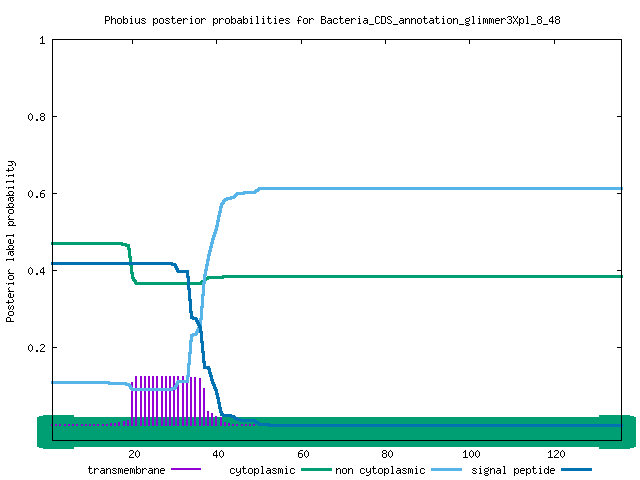 Phobius posterior probabilities for Bacteria_CDS_annotation_glimmer3Xpl_8_48
1
0.8
0.6
0.4
0.2
Posterior label probability
20 40 60 80 100 120
transmembrane cytoplasmic non cytoplasmic signal peptide